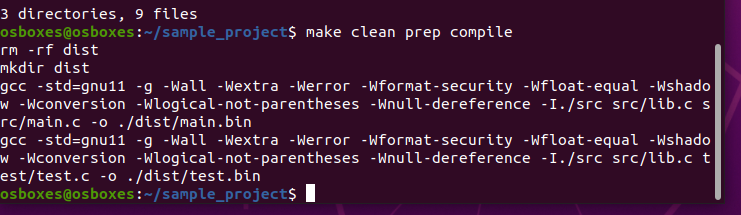 3 directories, 9 files
osboxes@osboxes:~/sample_project$ make clean prep compile
rm -rf dist
mkdir dist
gcc -std=gnu11 -g -Wall -Wextra -Werror -Wformat-security -Wfloat-equal -Wshado
w -Wconversion -Wlogical-not-parentheses -Wnull-dereference -I./src src/lib.c s
rc/main.c -o ./dist/main.bin
gcc -std=gnu11 -g -Wall -Wextra -Werror -Wformat-security -Wfloat-equal -Wshado
w -Wconversion -Wlogical-not-parentheses -Wnull-dereference -I./src src/lib.c t
est/test.c -o ./dist/test.bin
osboxes@osboxes:~/sample_project$